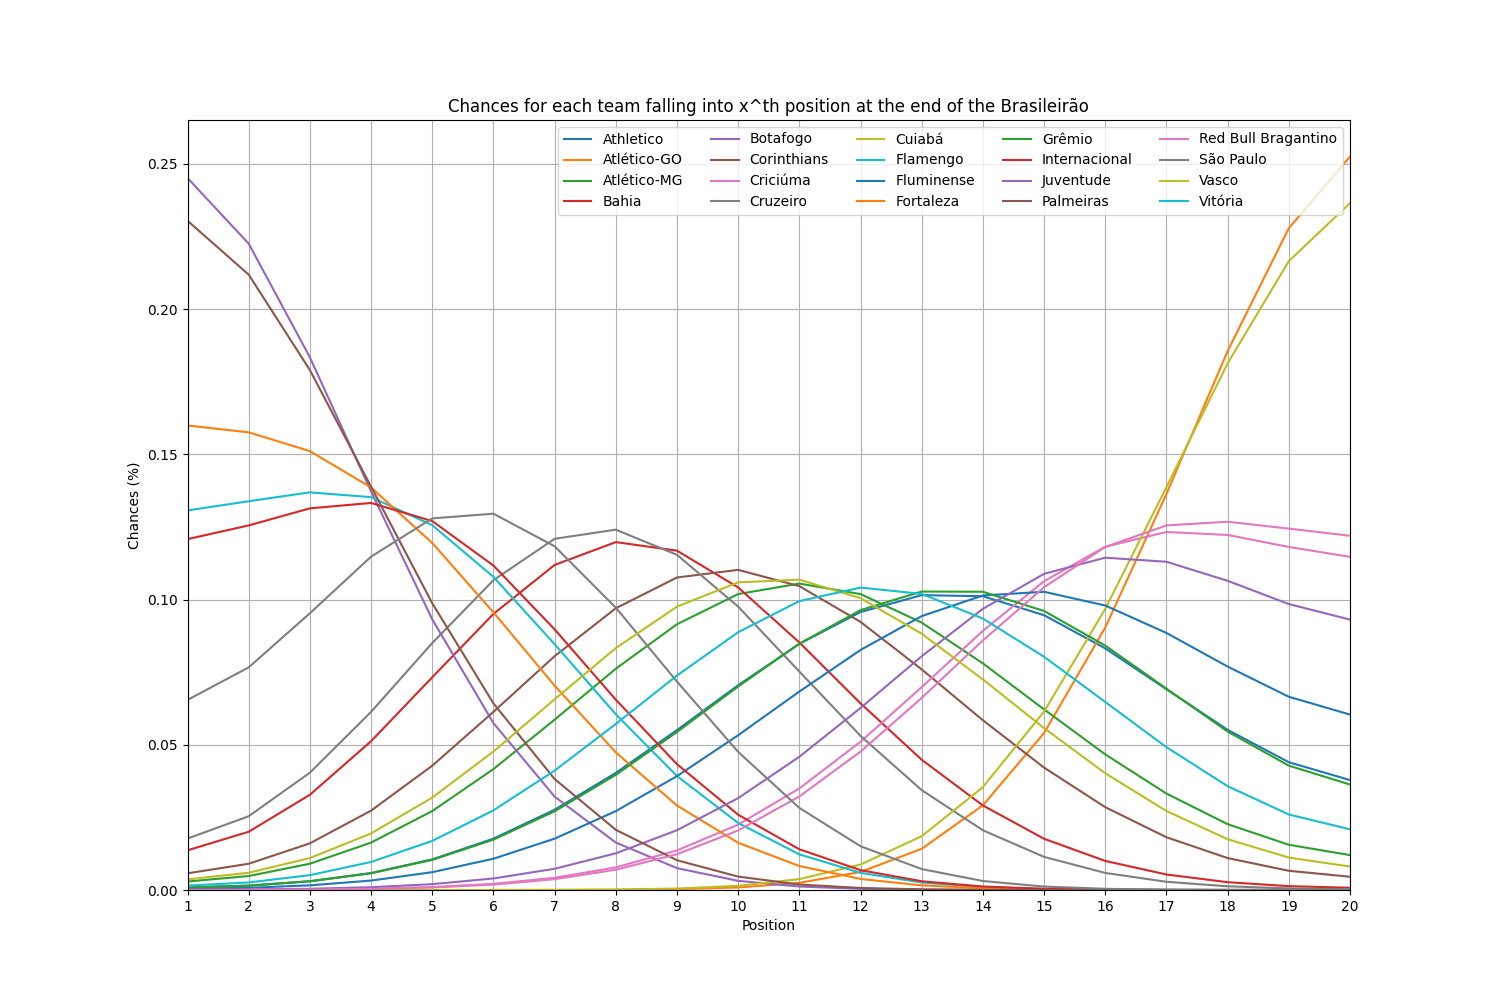 Chances for each team falling into x^th position at the end of the Brasileirão
Athletico
Atlético-GO
Atlético-MG
Bahia
Botafogo
Corinthians
Criciúma
Cruzeiro
Cuiabá
Flamengo
Fluminense
Fortaleza
Grêmio
Internacional
Juventude
Palmeiras
Red Bull Bragantino
São Paulo
Vasco
Vitória
Chances (%)
0.25
0.20
0.15
0.10
0.05
0.00
1 2 3 4 5 6 7 8 9 10 11 12 13 14 15 16 17 18 19 20
Position